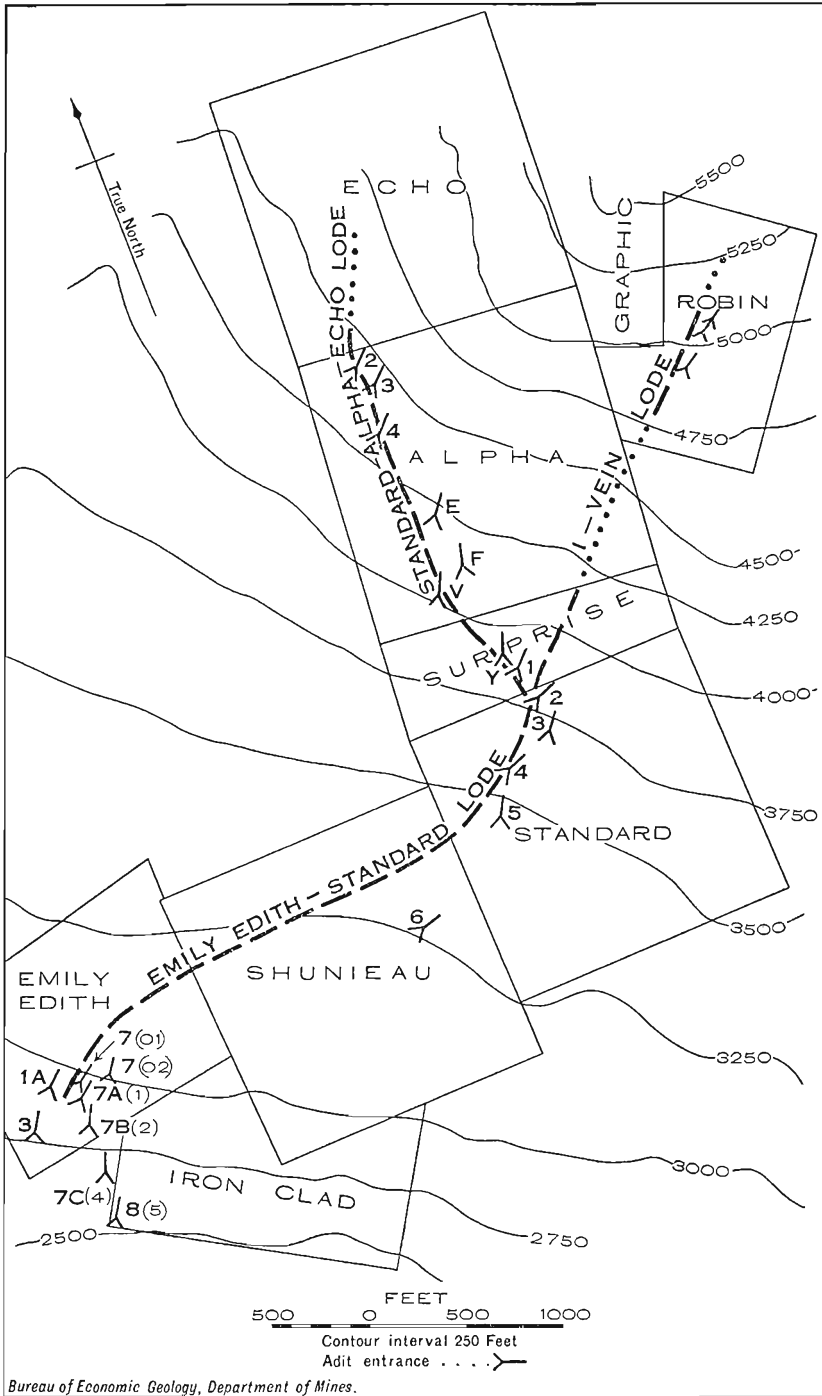 True North
ECHO
5500
GRAPHIC
5250
ROBIN
5000
STANDARD-ALPHA-ECHO LODE
2
3
4
4750
I-VEIN LODE
ALPHA
E
F
4500
4250
SURPRISE
Y
1
2
3
4000
4
5
STANDARD
3750
EMILY EDITH-STANDARD LODE
3500
6
SHUNIEAU
EMILY
EDITH
7 (01)
7 (02)
3250
1A
7A (1)
3
7B (2)
3000
IRON CLAD
7C (4)
8 (5)
2500
2750
FEET
500 0 500 1000
Contour interval 250 Feet
Adit entrance . . . .
Bureau of Economic Geology, Department of Mines.